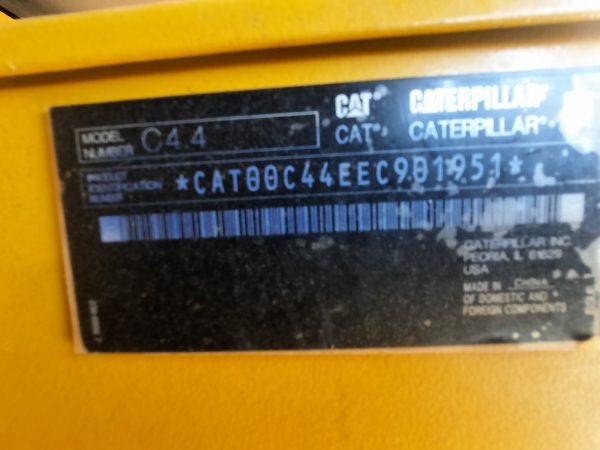 CAT® CATERPILLAR®
MODEL NUMBER C4.4
CAT® CATERPILLAR®
PRODUCT IDENTIFICATION NUMBER *CAT00C44EEC901951*
CATERPILLAR INC.
PEORIA, IL 61629
USA
MADE IN CHINA
OF DOMESTIC AND
FOREIGN COMPONENTS